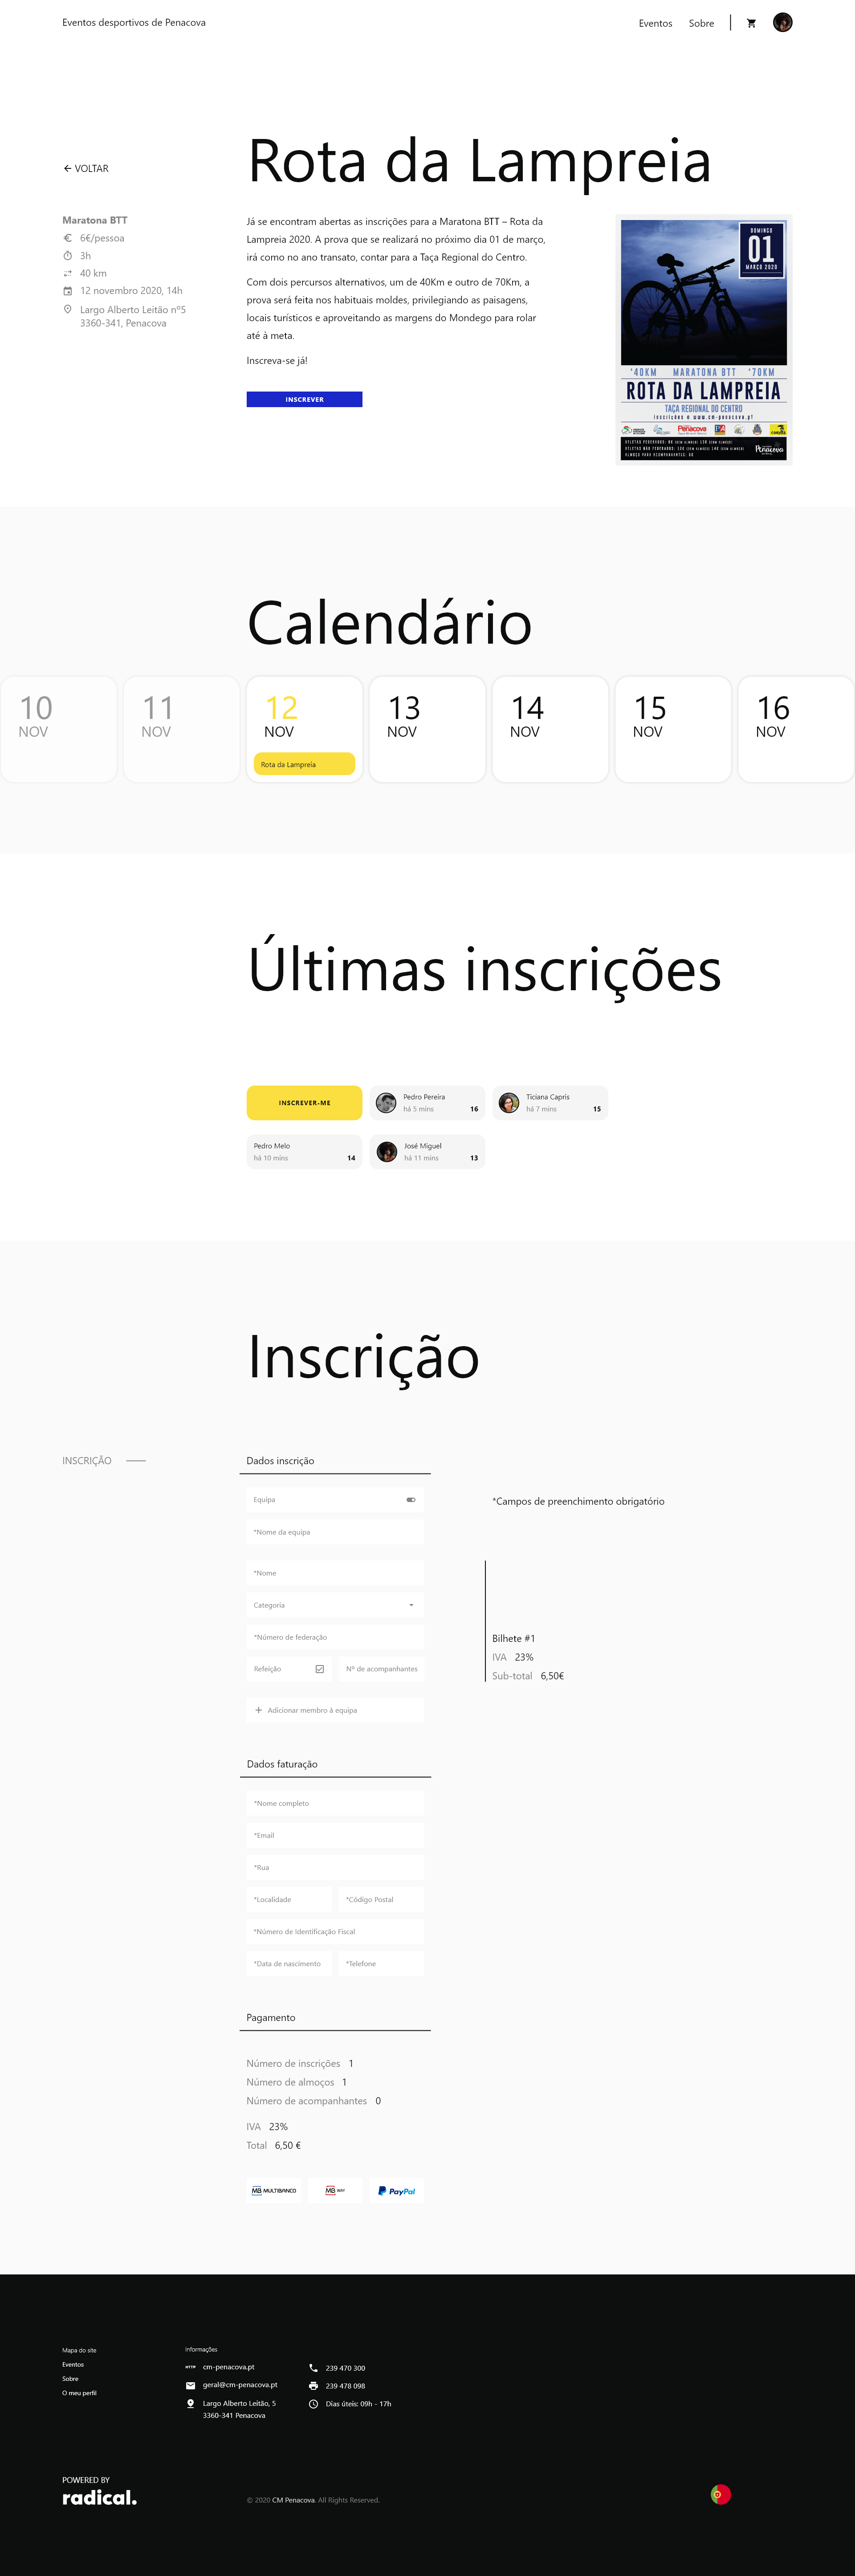 Eventos desportivos de Penacova
Eventos
Sobre
VOLTAR
Rota da Lampreia
Maratona BTT
6€/pessoa
3h
40 km
12 novembro 2020, 14h
Largo Alberto Leitão nº5
3360-341, Penacova
Já se encontram abertas as inscrições para a Maratona BTT – Rota da
Lampreia 2020. A prova que se realizará no próximo dia 01 de março,
irá como no ano transato, contar para a Taça Regional do Centro.
Com dois percursos alternativos, um de 40Km e outro de 70Km, a
prova será feita nos habituais moldes, privilegiando as paisagens,
locais turísticos e aproveitando as margens do Mondego para rolar
até à meta.
Inscreva-se já!
INSCREVER
DOMINGO
01
MARÇO 2020
'40KM MARATONA BTT '70KM
ROTA DA LAMPREIA
TAÇA REGIONAL DO CENTRO
inscrições em www.cm-penacova.pt
Penacova
Penacova
Calendário
10
NOV
11
NOV
12
NOV
Rota da Lampreia
13
NOV
14
NOV
15
NOV
16
NOV
Últimas inscrições
INSCREVER-ME
Pedro Pereira
há 5 mins
16
Ticiana Capris
há 7 mins
15
Pedro Melo
há 10 mins
14
José Miguel
há 11 mins
13
Inscrição
INSCRIÇÃO
Dados inscrição
Equipa
*Nome da equipa
*Nome
Categoria
*Número de federação
Refeição
Nº de acompanhantes
Adicionar membro à equipa
*Campos de preenchimento obrigatório
Bilhete #1
IVA 23%
Sub-total 6,50€
Dados faturação
*Nome completo
*Email
*Rua
*Localidade
*Código Postal
*Número de Identificação Fiscal
*Data de nascimento
*Telefone
Pagamento
Número de inscrições 1
Número de almoços 1
Número de acompanhantes 0
IVA 23%
Total 6,50 €
MB MULTIBANCO
MB WAY
PayPal
Mapa do site
Eventos
Sobre
O meu perfil
Informações
HTTP
cm-penacova.pt
geral@cm-penacova.pt
Largo Alberto Leitão, 5
3360-341 Penacova
239 470 300
239 478 098
Dias úteis: 09h - 17h
POWERED BY
radical.
© 2020 CM Penacova. All Rights Reserved.